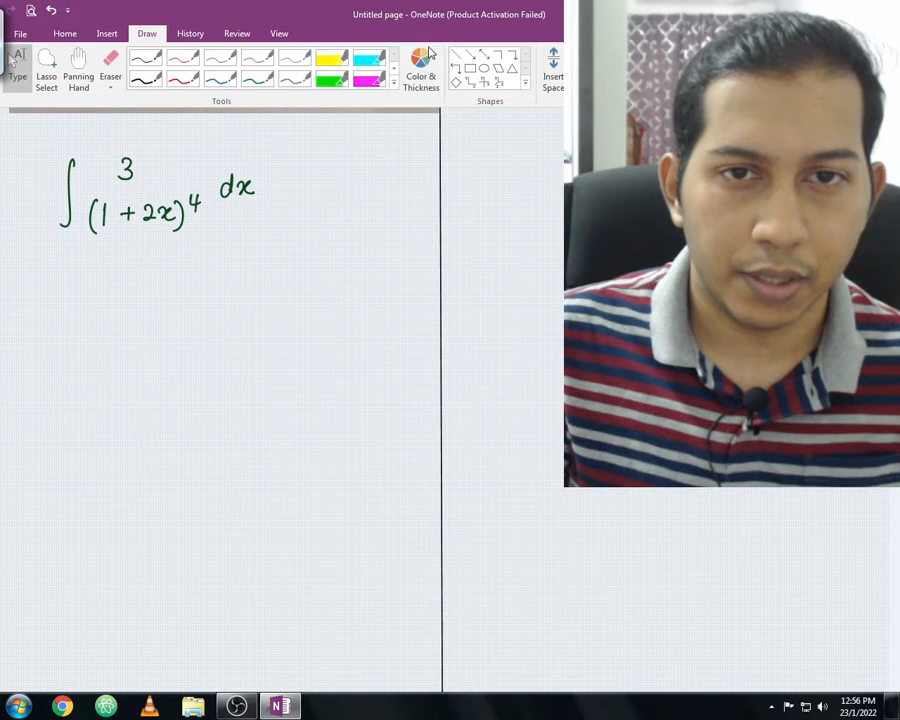 Untitled page - OneNote (Product Activation Failed)
File Home Insert Draw History Review View
Type
Lasso Select
Panning Hand
Eraser
Color & Thickness
Insert Space
Tools
Shapes
∫ 3 dx
(1 + 2x)⁴
12:56 PM
23/1/2022